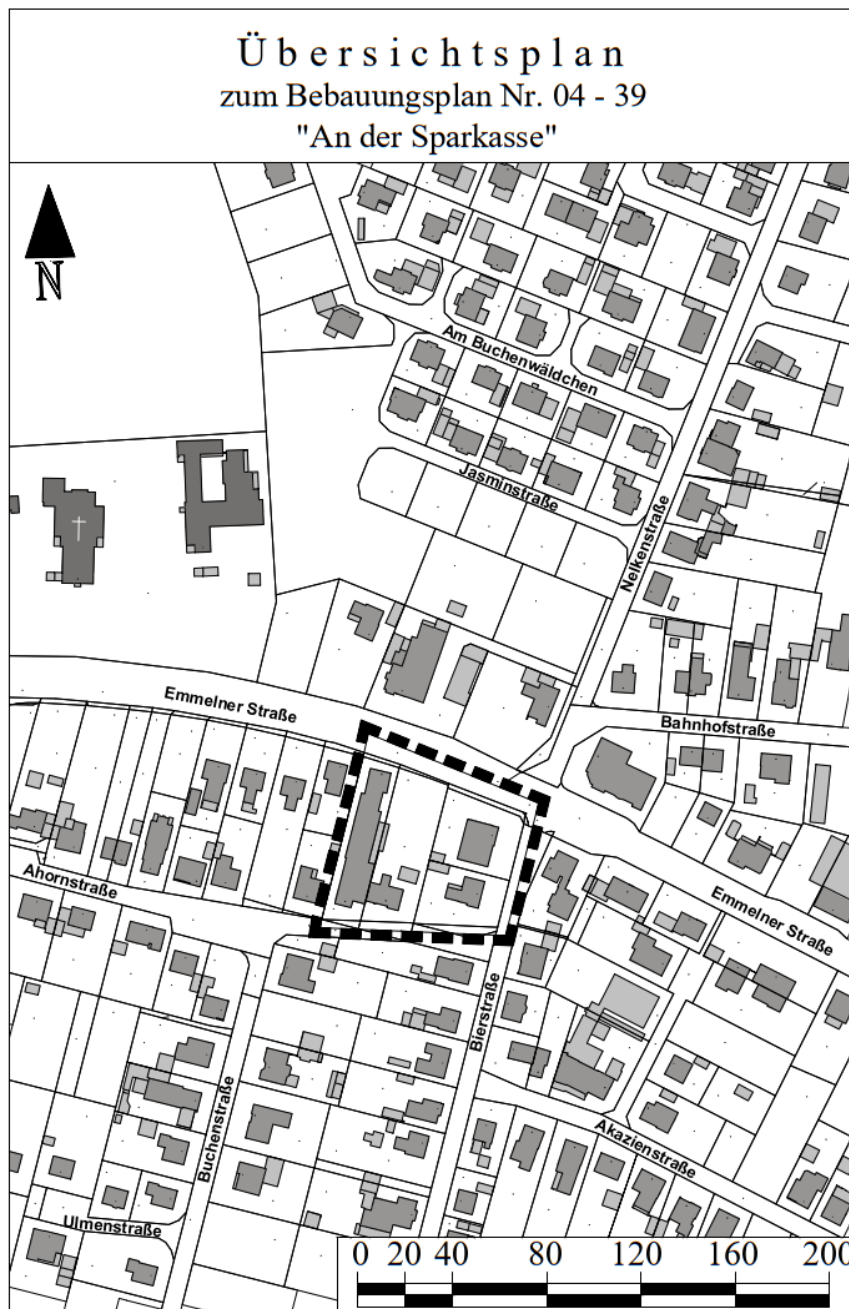 Übersichtsplan
zum Bebauungsplan Nr. 04 - 39
"An der Sparkasse"
N
Am Buchenwäldchen
Jasminstraße
Nelkenstraße
Emmelner Straße
Bahnhofstraße
Ahornstraße
Emmelner Straße
Bierstraße
Buchenstraße
Akazienstraße
Ulmenstraße
0 20 40 80 120 160 200